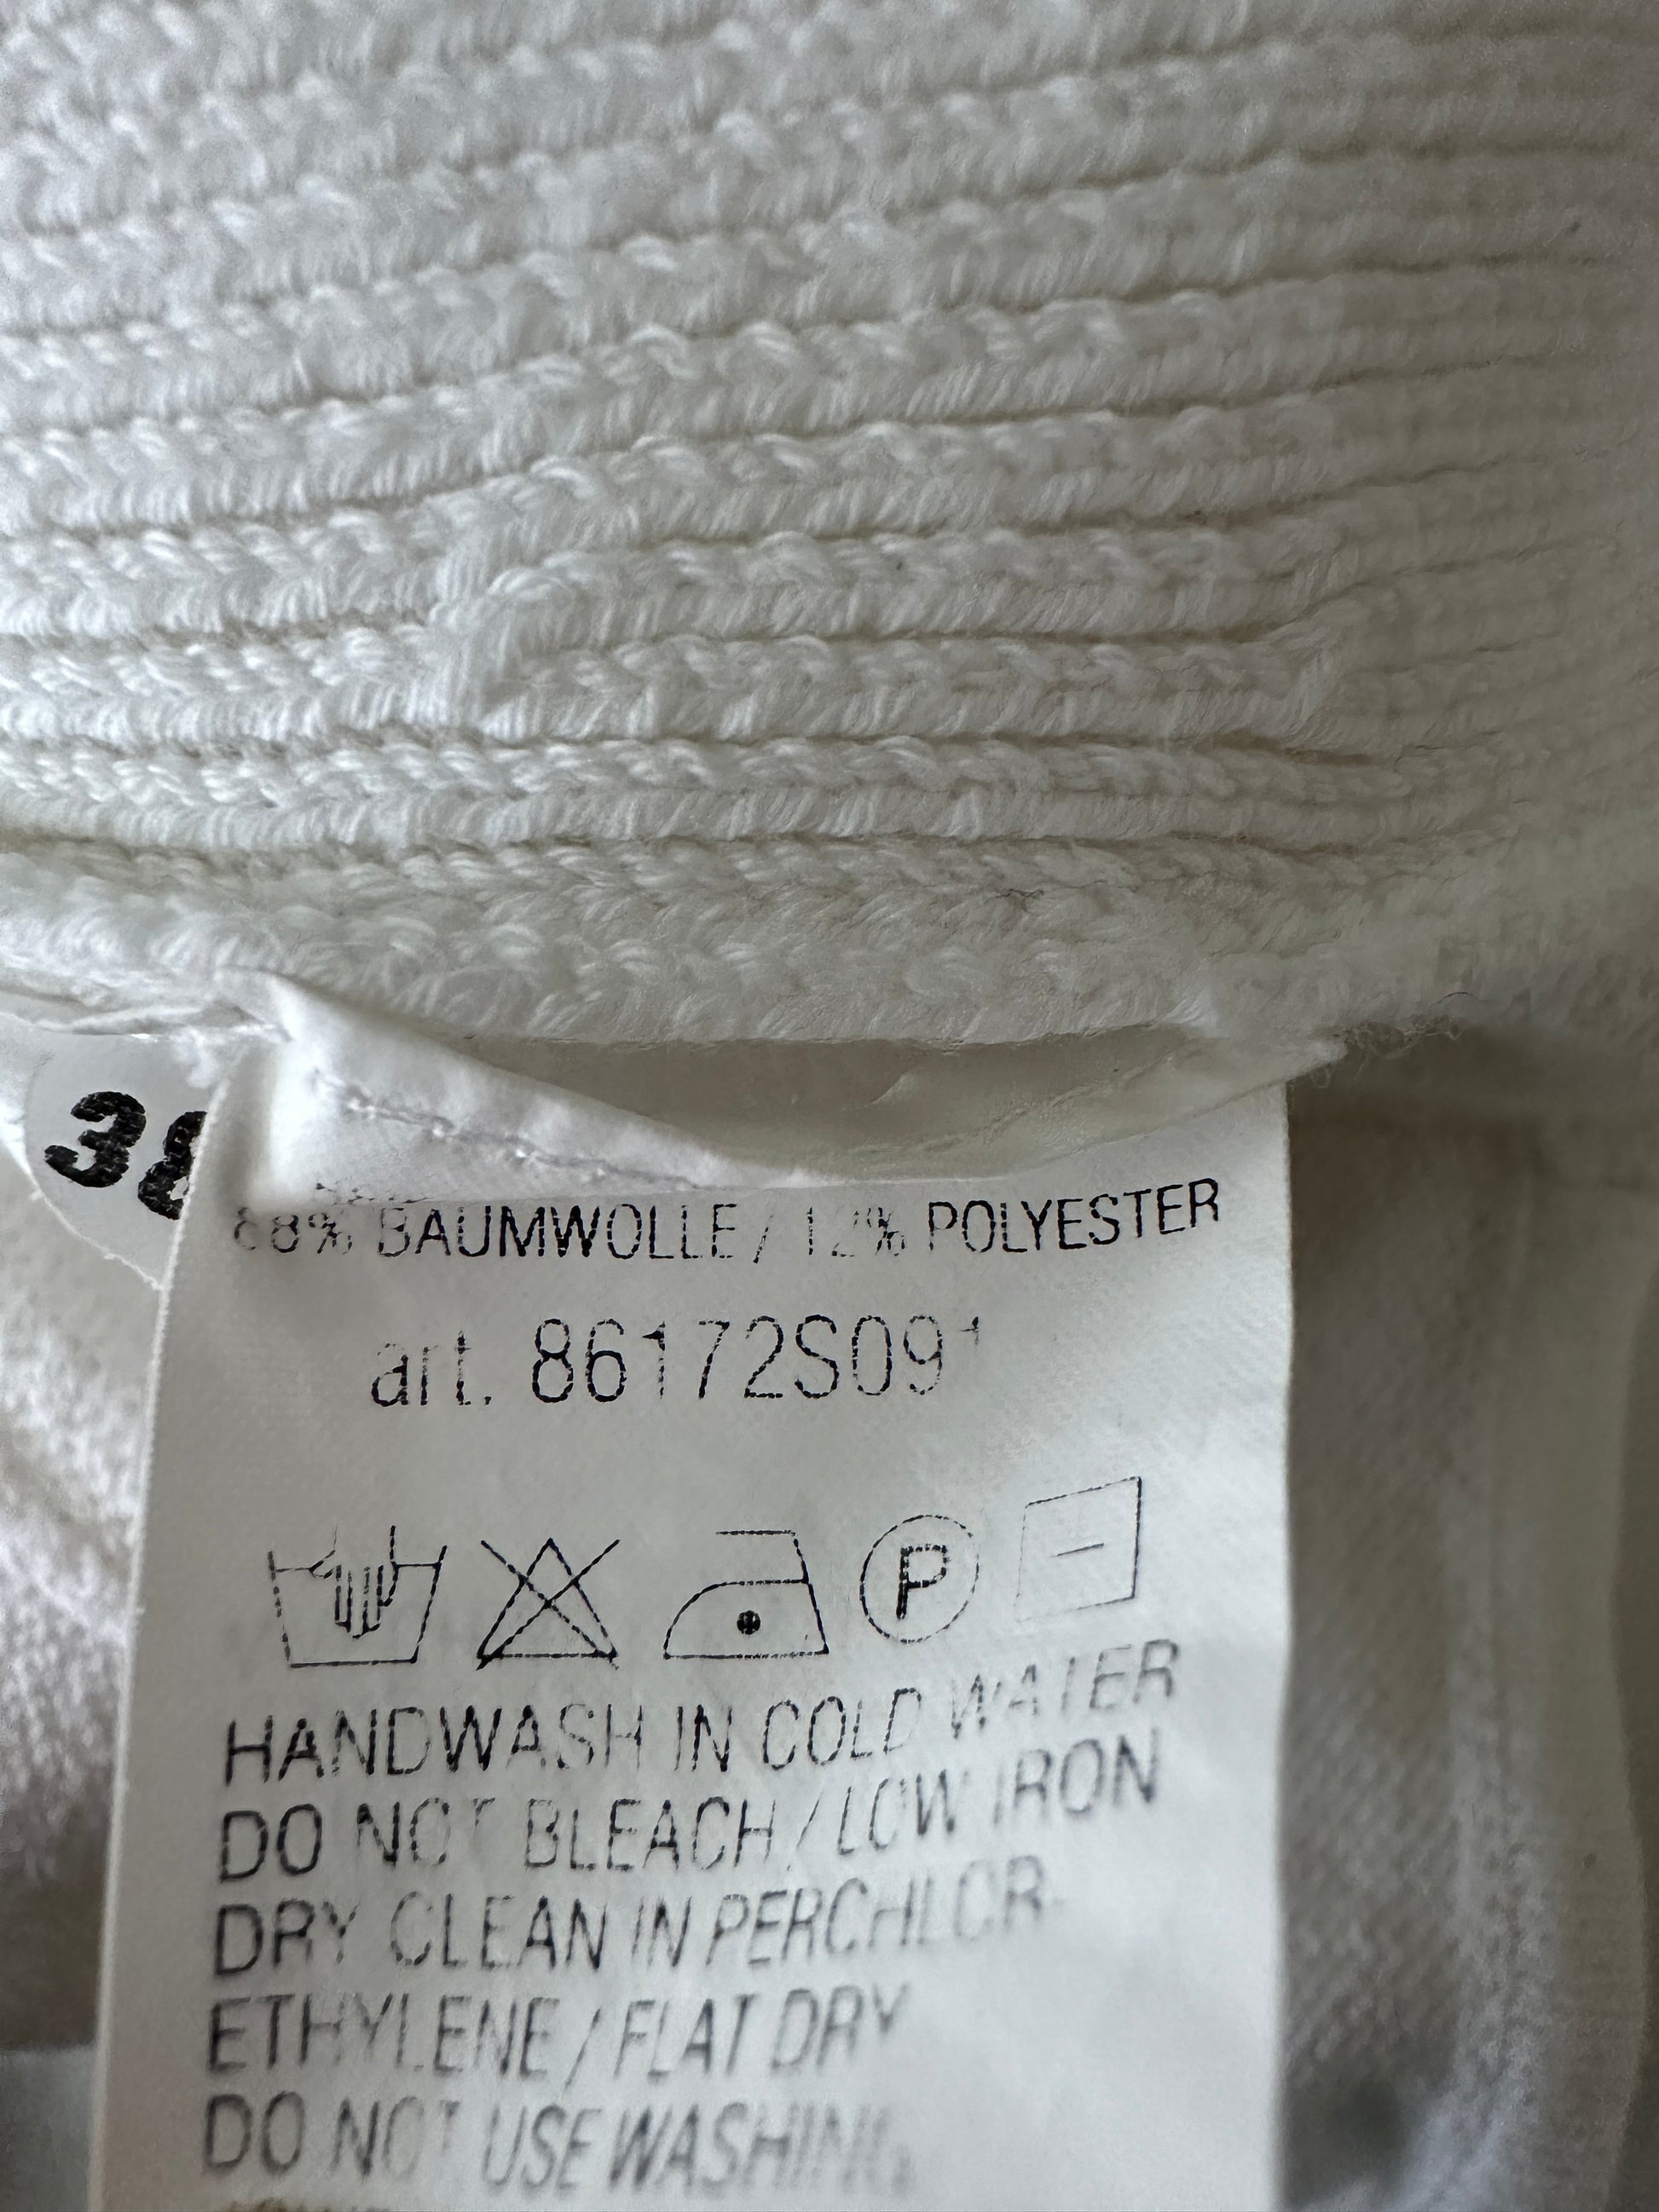 38
88% BAUMWOLLE / 12% POLYESTER
art. 86172S091
P
HANDWASH IN COLD WATER
DO NOT BLEACH / LOW IRON
DRY CLEAN IN PERCHLOR-
ETHYLENE / FLAT DRY
DO NOT USE WASHING